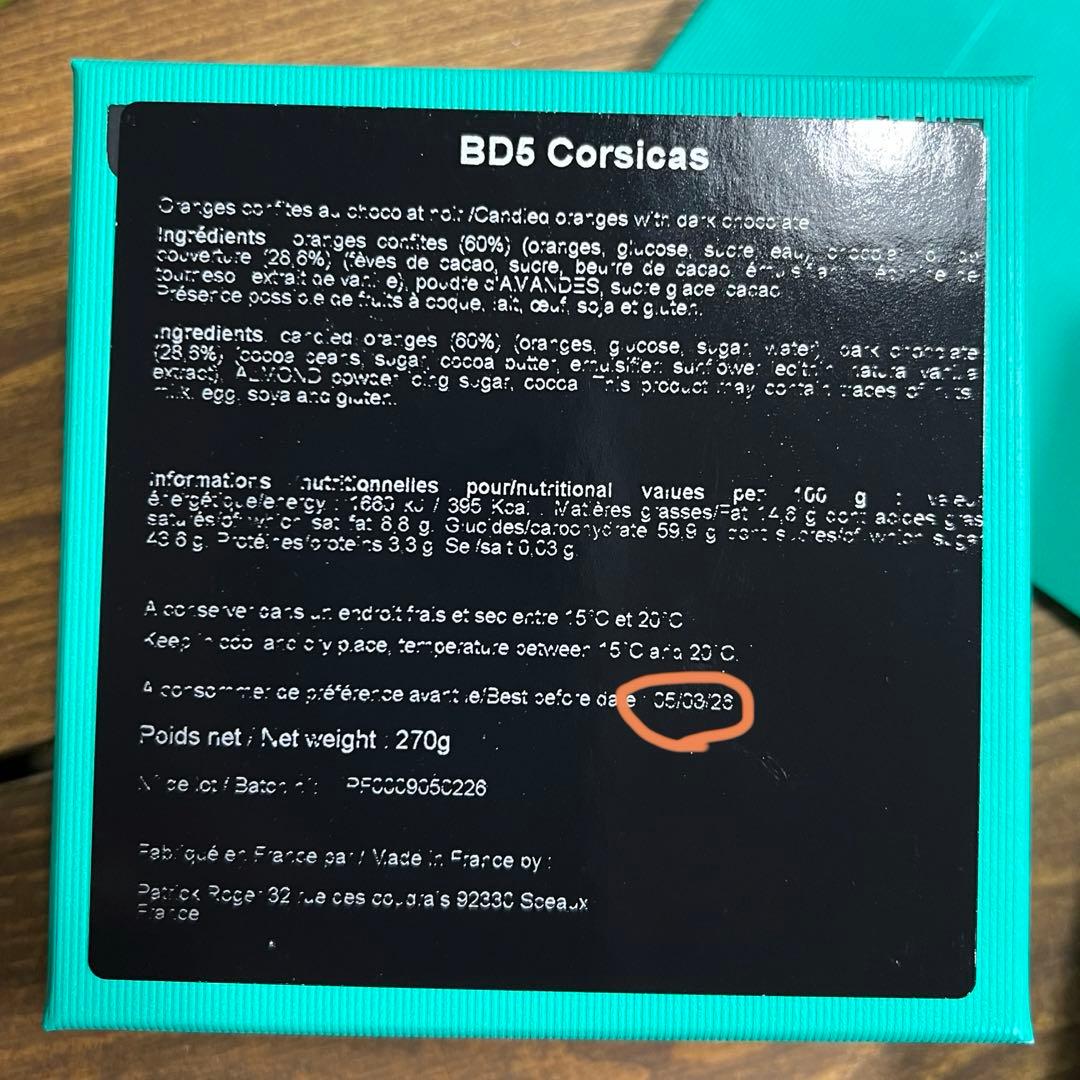 BD5 Corsicas
Oranges confites au chocolat noir /Candied oranges with dark chocolate
Ingrédients oranges confites (60%) (oranges, glucose, sucre eau)
couverture (28,6%) (fèves de cacao, sucre, beurre de cacao, émulsifiant
tournesol extrait de vanille), poudre d'AMANDES, sucre glace cacao
Présence possible de fruits à coque, lait, œuf, soja et gluten.
Ingredients candied oranges (60%) (oranges, glucose, sugar, water) dark chocolate
(28,6%) (cocoa beans, sugar, cocoa butter, emulsifier sunflower lecithin natural vanilla
extract), ALMOND powder icing sugar, cocoa This product may contain traces of nuts,
milk, egg, soya and gluten.
Informations nutritionnelles pour/nutritional values per 100 g : valeur
énergétique/energy : 1660 kJ / 395 Kcal Matières grasses/Fat 14,6 g dont acides gras
saturés/of which sat fat 8,8 g. Glucides/carbohydrate 59,9 g dont sucres/of which sugar
43,6 g. Protéines/proteins 3,3 g Sel/salt 0,03 g
A conserver dans un endroit frais et sec entre 15°C et 20°C
Keep in cool and dry place, temperature between 15°C and 20°C.
A consommer de préférence avant le/Best before date :
Poids net / Net weight : 270g
N° de lot / Batch n° :
Fabriqué en France par / Made in France by :
Patrick Roger 32 rue des coudrais 92330 Sceaux
France